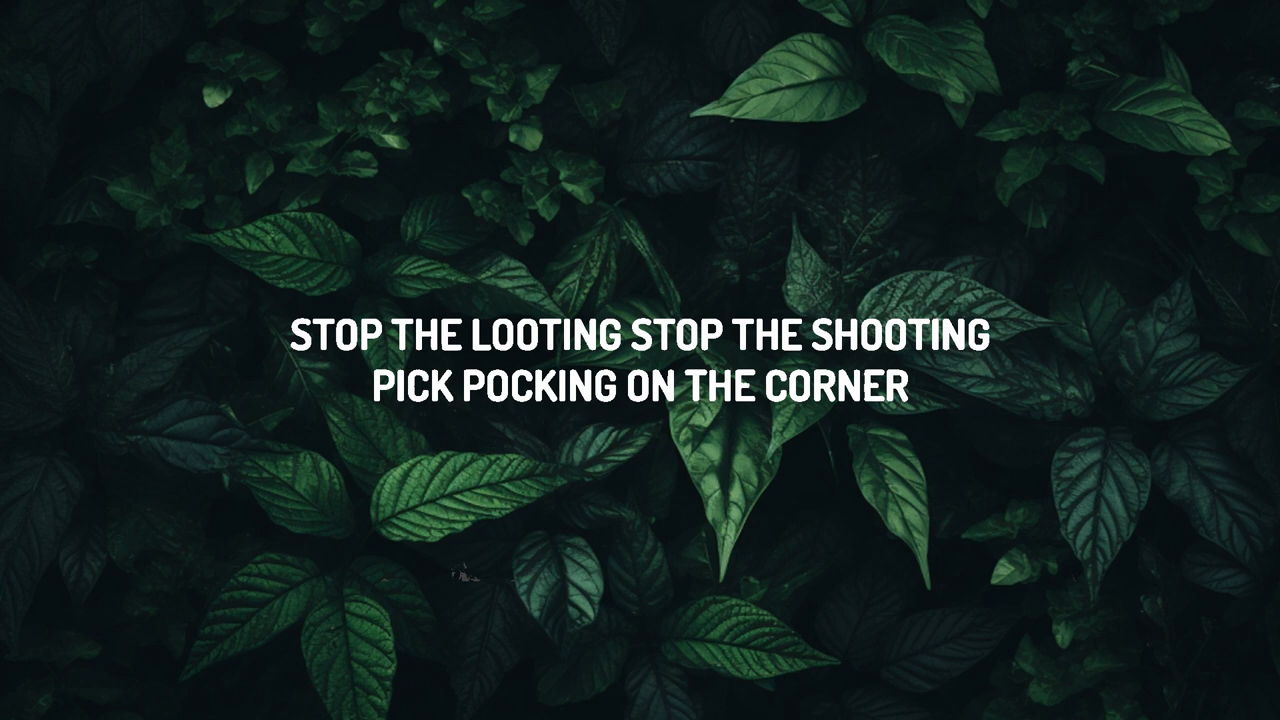 STOP THE LOOTING STOP THE SHOOTING
PICK POCKING ON THE CORNER